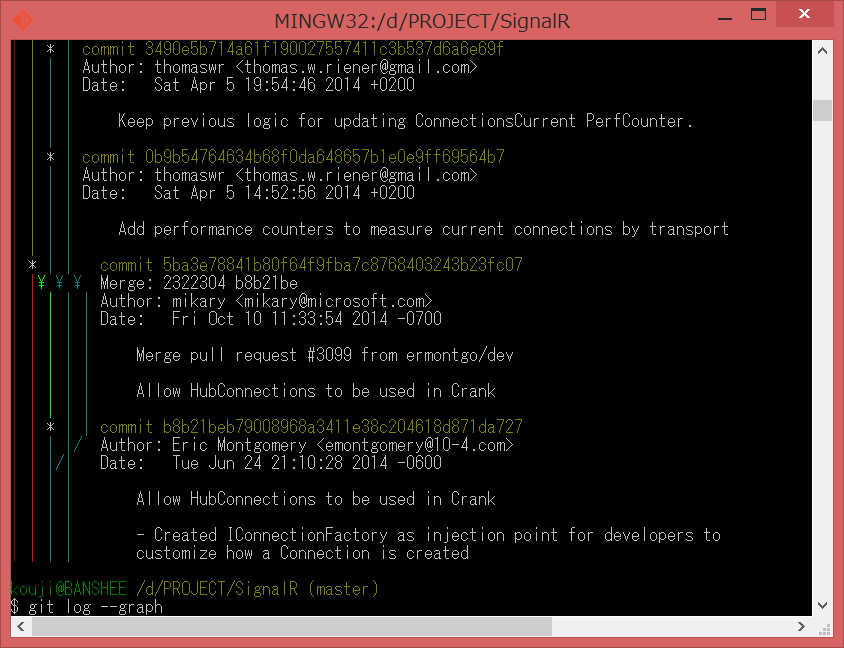 MINGW32:/d/PROJECT/SignalR
* commit 3490e5b714a61f190027557411c3b537d6a6e69f
Author: thomaswr <thomas.w.riener@gmail.com>
Date:   Sat Apr 5 19:54:46 2014 +0200
Keep previous logic for updating ConnectionsCurrent PerfCounter.
* commit 0b9b54764634b68f0da648657b1e0e9ff69564b7
Author: thomaswr <thomas.w.riener@gmail.com>
Date:   Sat Apr 5 14:52:56 2014 +0200
Add performance counters to measure current connections by transport
* commit 5ba3e78841b80f64f9fba7c8768403243b23fc07
¥ ¥ ¥ Merge: 2322304 b8b21be
Author: mikary <mikary@microsoft.com>
Date:   Fri Oct 10 11:33:54 2014 -0700
Merge pull request #3099 from ermontgo/dev
Allow HubConnections to be used in Crank
* commit b8b21beb79008968a3411e38c204618d871da727
/ Author: Eric Montgomery <emontgomery@10-4.com>
/ Date:   Tue Jun 24 21:10:28 2014 -0600
Allow HubConnections to be used in Crank
- Created IConnectionFactory as injection point for developers to
customize how a Connection is created
kouji@BANSHEE /d/PROJECT/SignalR (master)
$ git log --graph